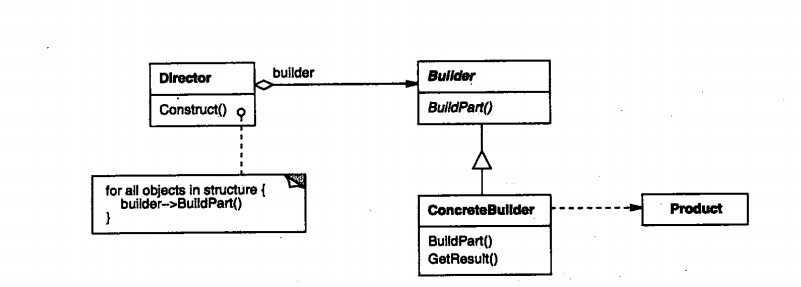 Director
Construct()
builder
Builder
BuildPart()
for all objects in structure {
builder->BuildPart()
}
ConcreteBuilder
BuildPart()
GetResult()
Product